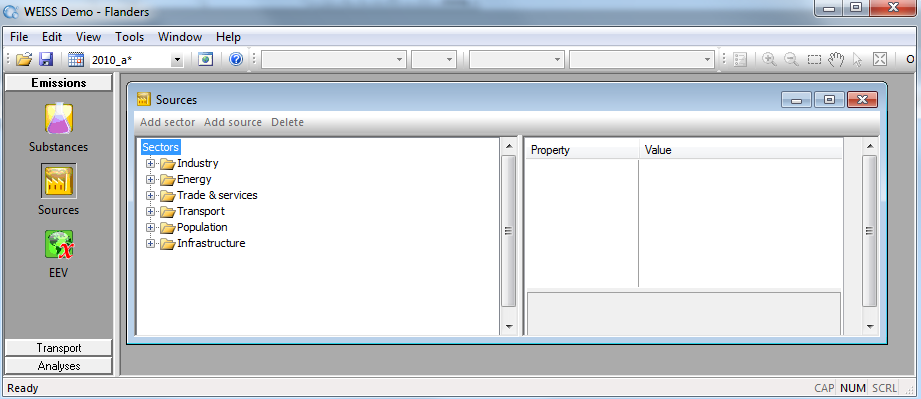 WEISS Demo - Flanders
File Edit View Tools Window Help
2010_a* O
Emissions
Substances
Sources
EEV
Transport
Analyses
Sources
Add sector Add source Delete
Sectors
Industry
Energy
Trade & services
Transport
Population
Infrastructure
Property Value
Ready CAP NUM SCRL